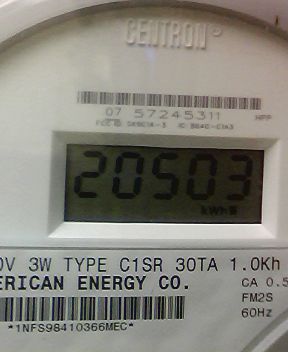 CENTRON®
07 57245311
HPP
20503
kWh
0V 3W TYPE C1SR 30TA 1.0Kh
ERICAN ENERGY CO.
CA 0.5
FM2S
60Hz
*1NFS98410366MEC*